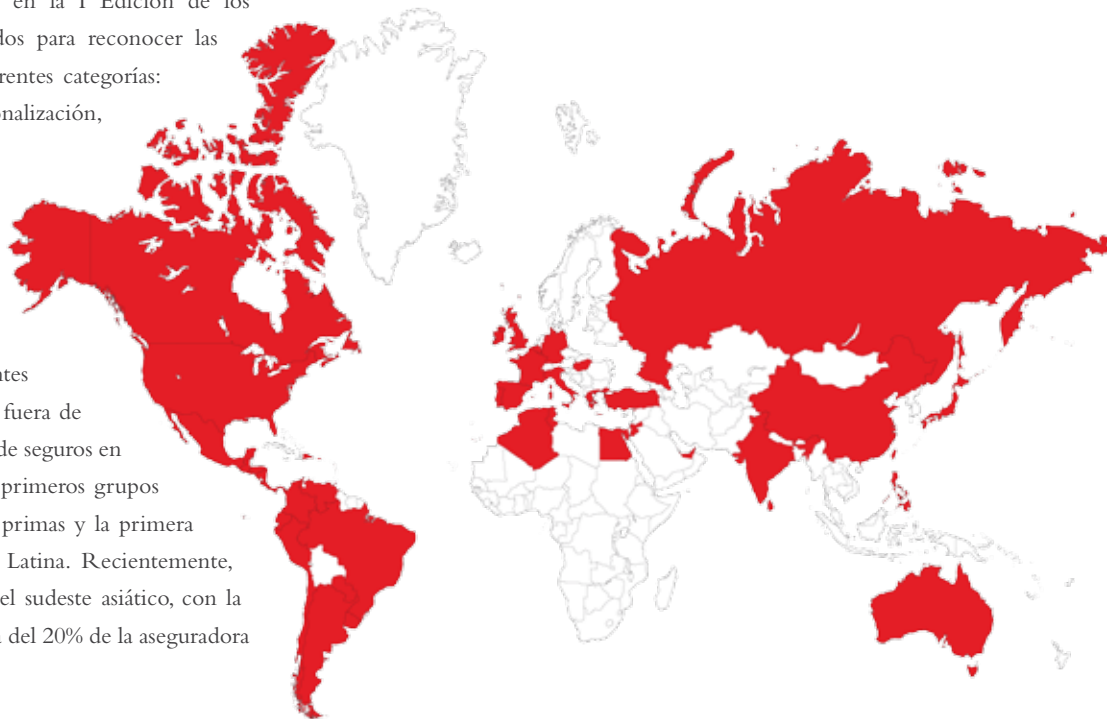 en la I Edición de los
dos para reconocer las
rentes categorías:
nalización,
ntes
fuera de
de seguros en
primeros grupos
primas y la primera
Latina. Recientemente,
el sudeste asiático, con la
del 20% de la aseguradora